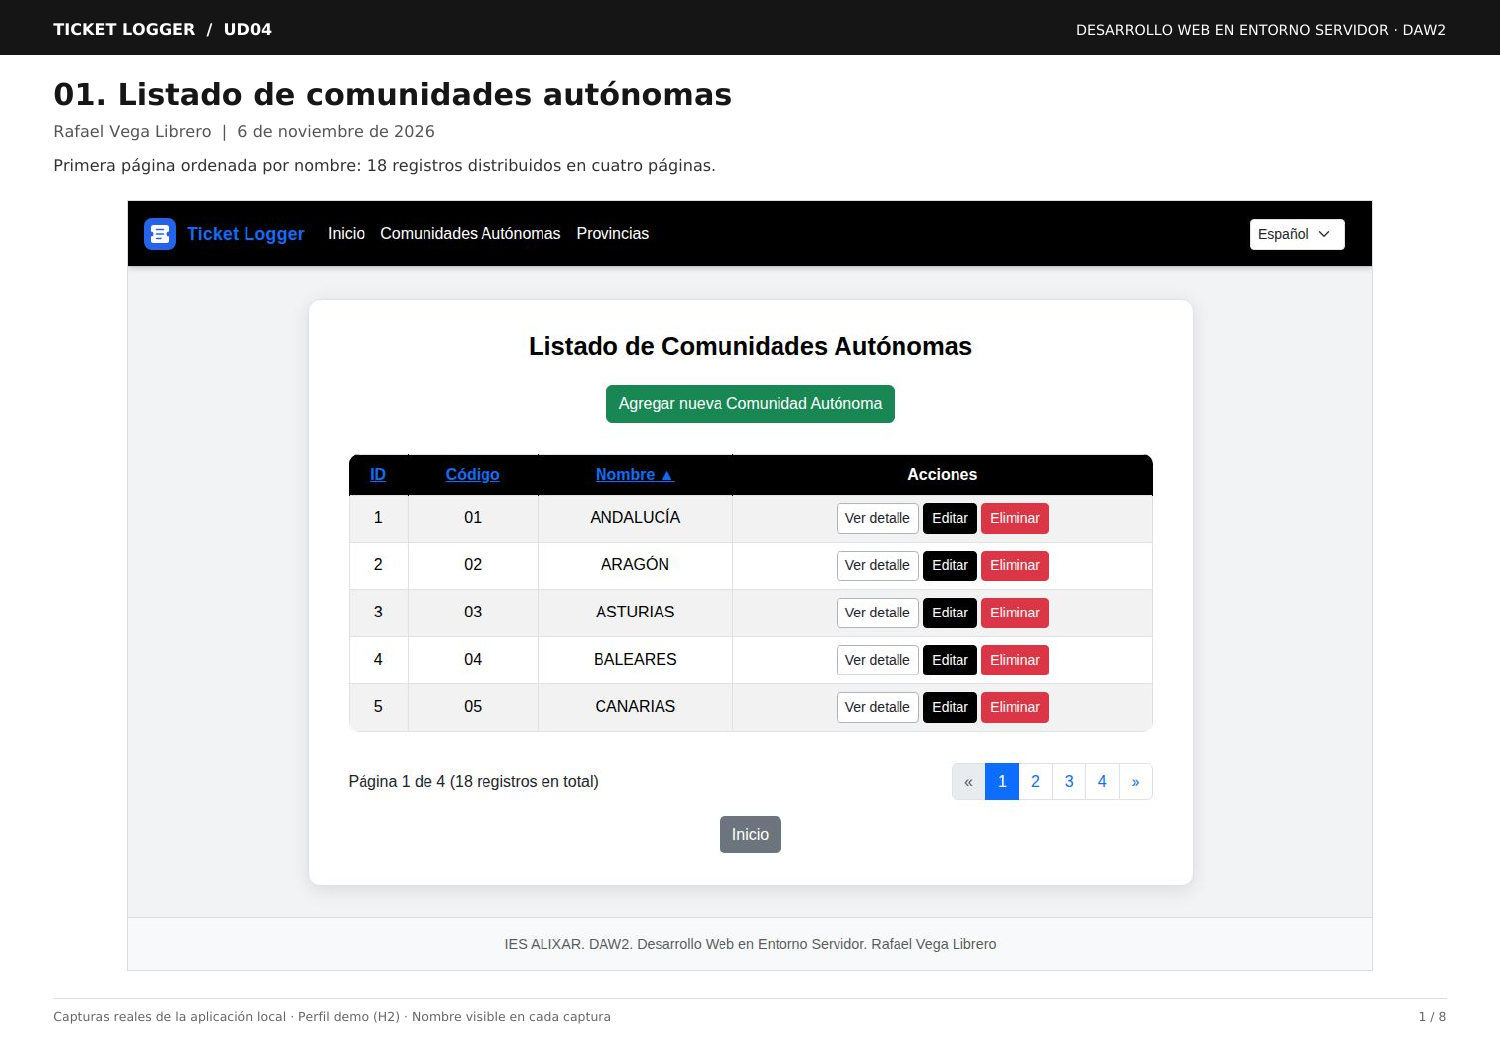 TICKET LOGGER / UD04
DESARROLLO WEB EN ENTORNO SERVIDOR · DAW2
01. Listado de comunidades autónomas
Rafael Vega Librero | 6 de noviembre de 2026
Primera página ordenada por nombre: 18 registros distribuidos en cuatro páginas.
Ticket Logger Inicio Comunidades Autónomas Provincias Español
Listado de Comunidades Autónomas
Agregar nueva Comunidad Autónoma
ID Código Nombre ▲ Acciones
1 01 ANDALUCÍA Ver detalle Editar Eliminar
2 02 ARAGÓN Ver detalle Editar Eliminar
3 03 ASTURIAS Ver detalle Editar Eliminar
4 04 BALEARES Ver detalle Editar Eliminar
5 05 CANARIAS Ver detalle Editar Eliminar
Página 1 de 4 (18 registros en total) « 1 2 3 4 »
Inicio
IES ALIXAR. DAW2. Desarrollo Web en Entorno Servidor. Rafael Vega Librero
Capturas reales de la aplicación local · Perfil demo (H2) · Nombre visible en cada captura
1 / 8